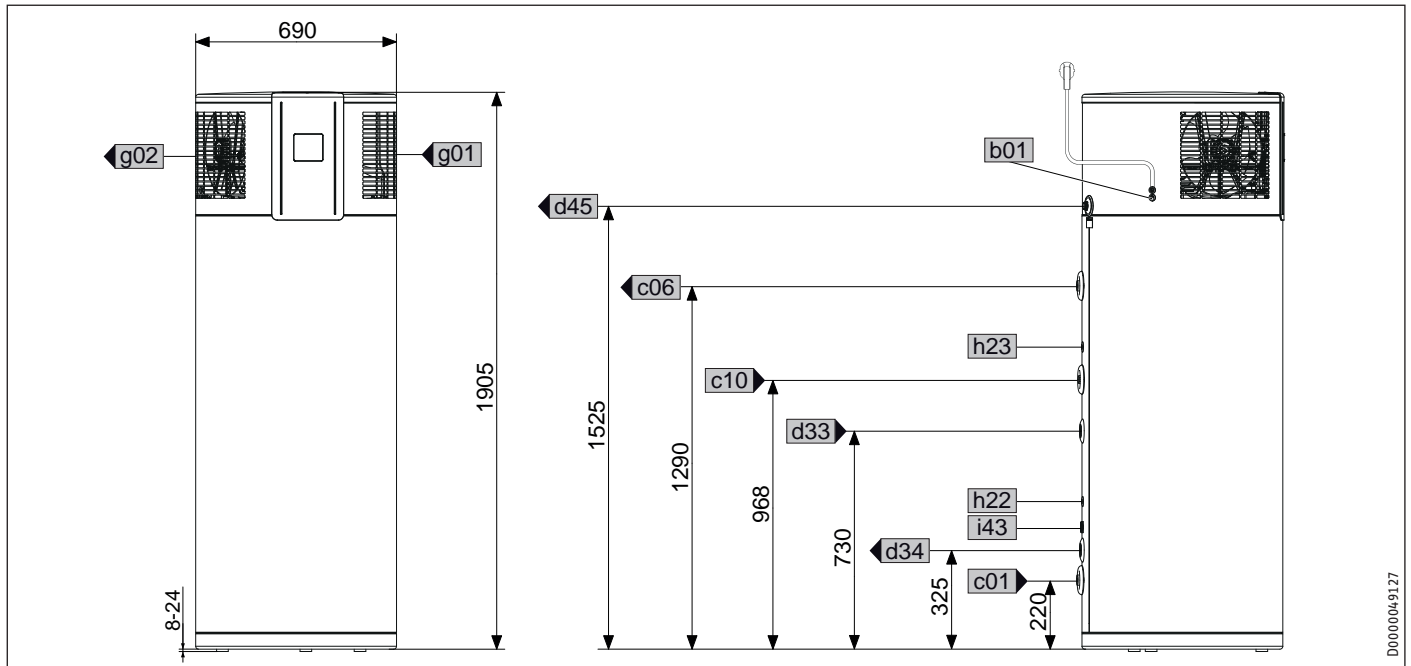 690
g02
g01
1905
8-24
b01
d45
c06
h23
c10
d33
h22
i43
d34
c01
1525
1290
968
730
325
220
D0000049127